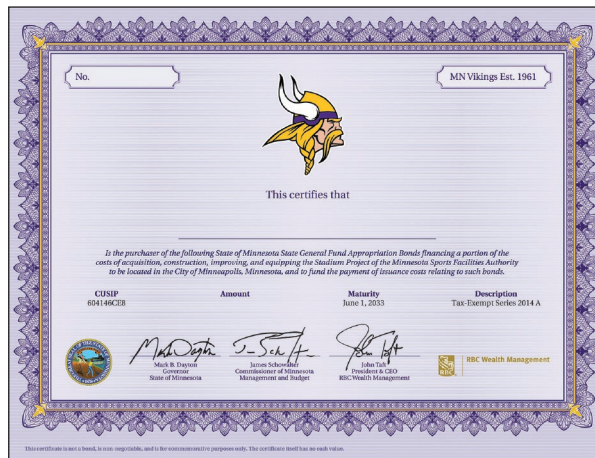 No.
MN Vikings Est. 1961
This certifies that
Is the purchaser of the following State of Minnesota State General Fund Appropriation Bonds financing a portion of the
costs of acquisition, construction, improving, and equipping the Stadium Project of the Minnesota Sports Facilities Authority
to be located in the City of Minneapolis, Minnesota, and to fund the payment of issuance costs relating to such bonds.
CUSIP
604146CE8
Amount
Maturity
June 1, 2033
Description
Tax-Exempt Series 2014 A
Mark B. Dayton
Governor
State of Minnesota
James Schowalter
Commissioner of Minnesota
Management and Budget
John Taft
President & CEO
RBC Wealth Management
RBC
RBC Wealth Management
This certificate is not a bond, is non-negotiable, and is for commemorative purposes only. The certificate itself has no cash value.